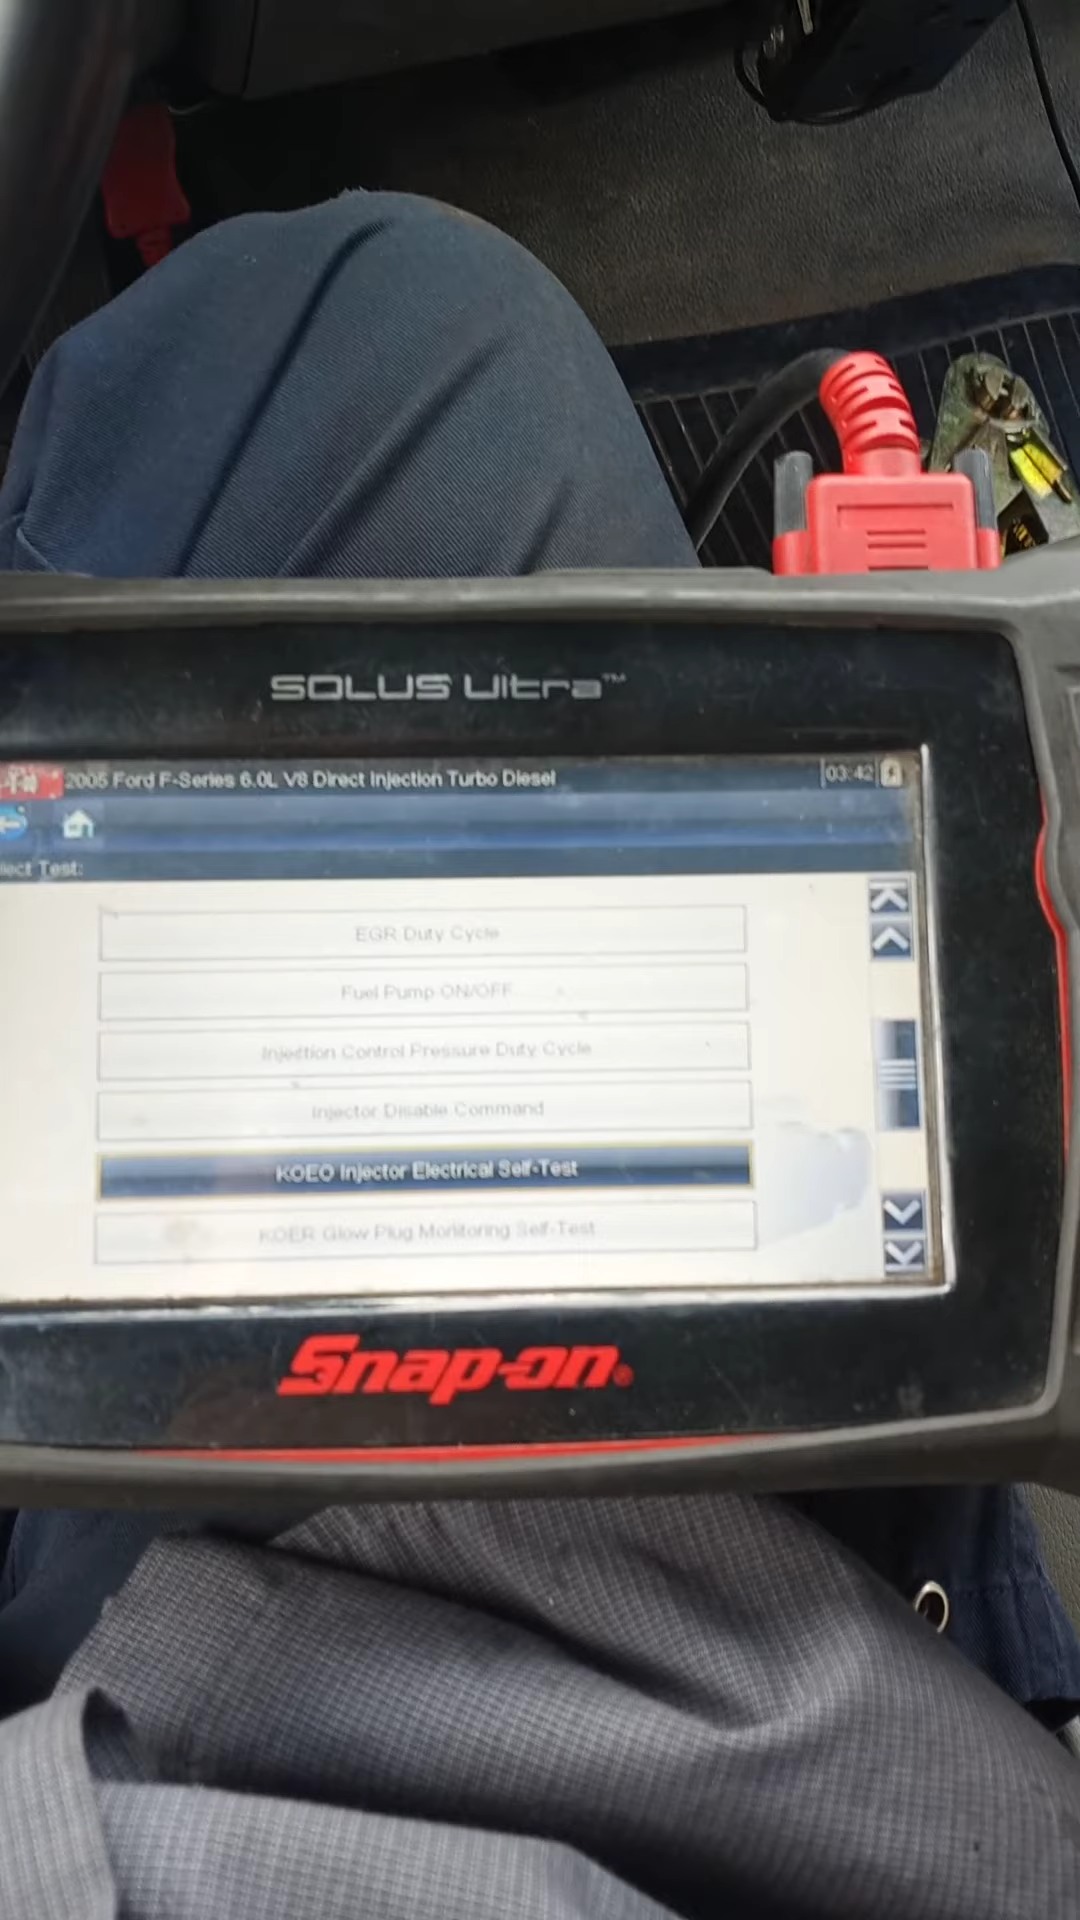 SOLUS Ultra™
2005 Ford F-Series 6.0L V8 Direct Injection Turbo Diesel
03:42
lect Test:
EGR Duty Cycle
Fuel Pump ON/OFF
Injection Control Pressure Duty Cycle
Injector Disable Command
KOEO Injector Electrical Self-Test
KOER Glow Plug Monitoring Self-Test
Snap-on®